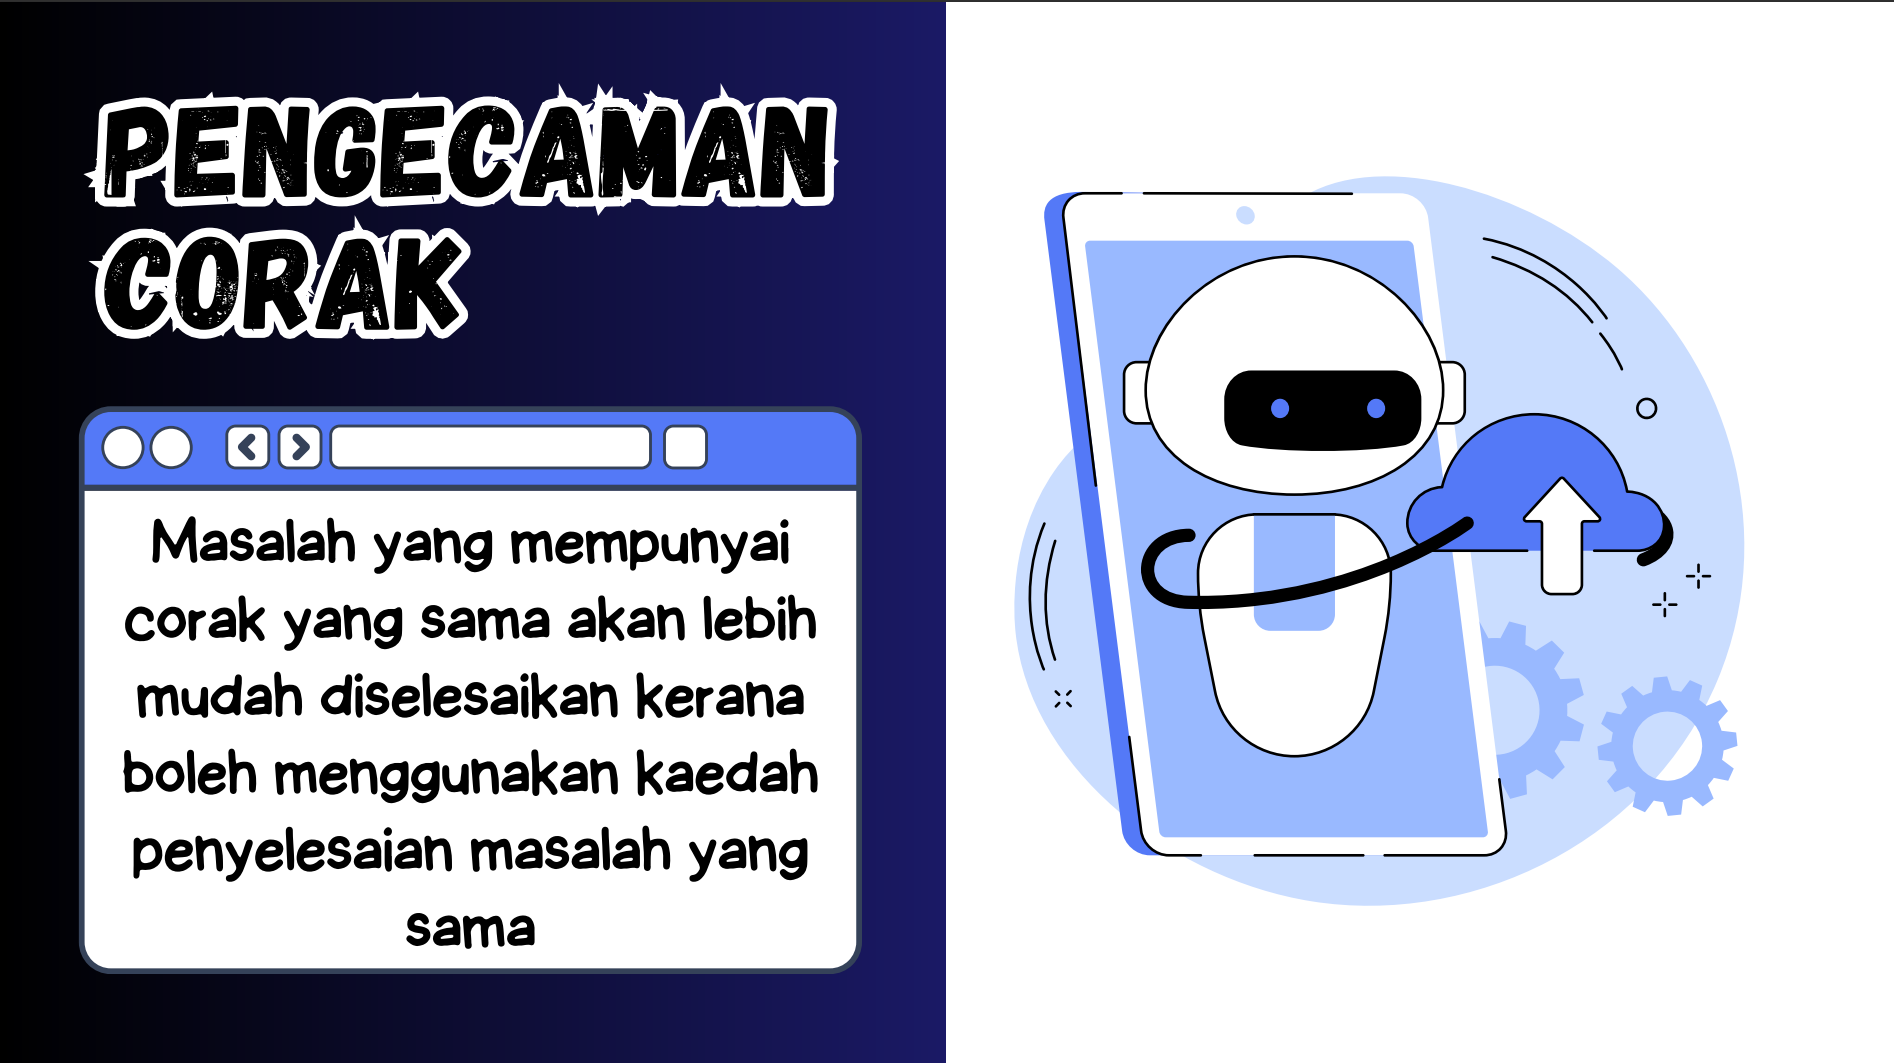 PENGECAMAN
CORAK
Masalah yang mempunyai
corak yang sama akan lebih
mudah diselesaikan kerana
boleh menggunakan kaedah
penyelesaian masalah yang
sama